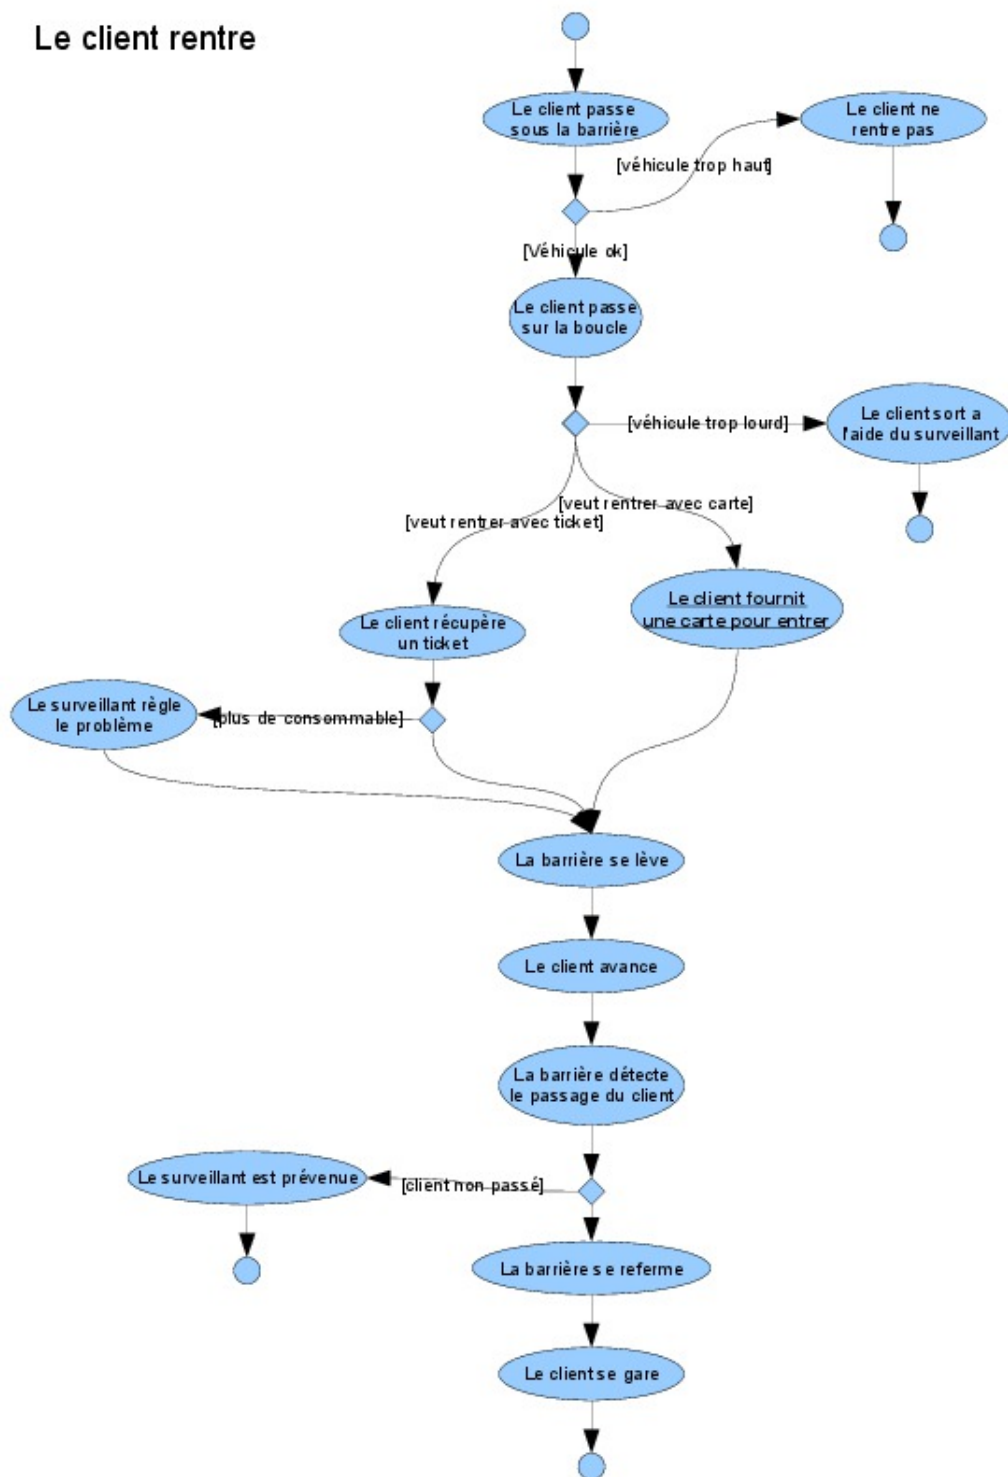 Le client rentre
Le client passe
sous la barrière
Le client ne
rentre pas
[véhicule trop haut]
[Véhicule ok]
Le client passe
sur la boucle
[véhicule trop lourd]
Le client sort a
l'aide du surveillant
[veut rentrer avec carte]
[veut rentrer avec ticket]
Le client fournit
une carte pour entrer
Le client récupère
un ticket
Le surveillant règle
le problème
[plus de consommable]
La barrière se lève
Le client avance
La barrière détecte
le passage du client
Le surveillant est prévenue
[client non passé]
La barrière se referme
Le client se gare